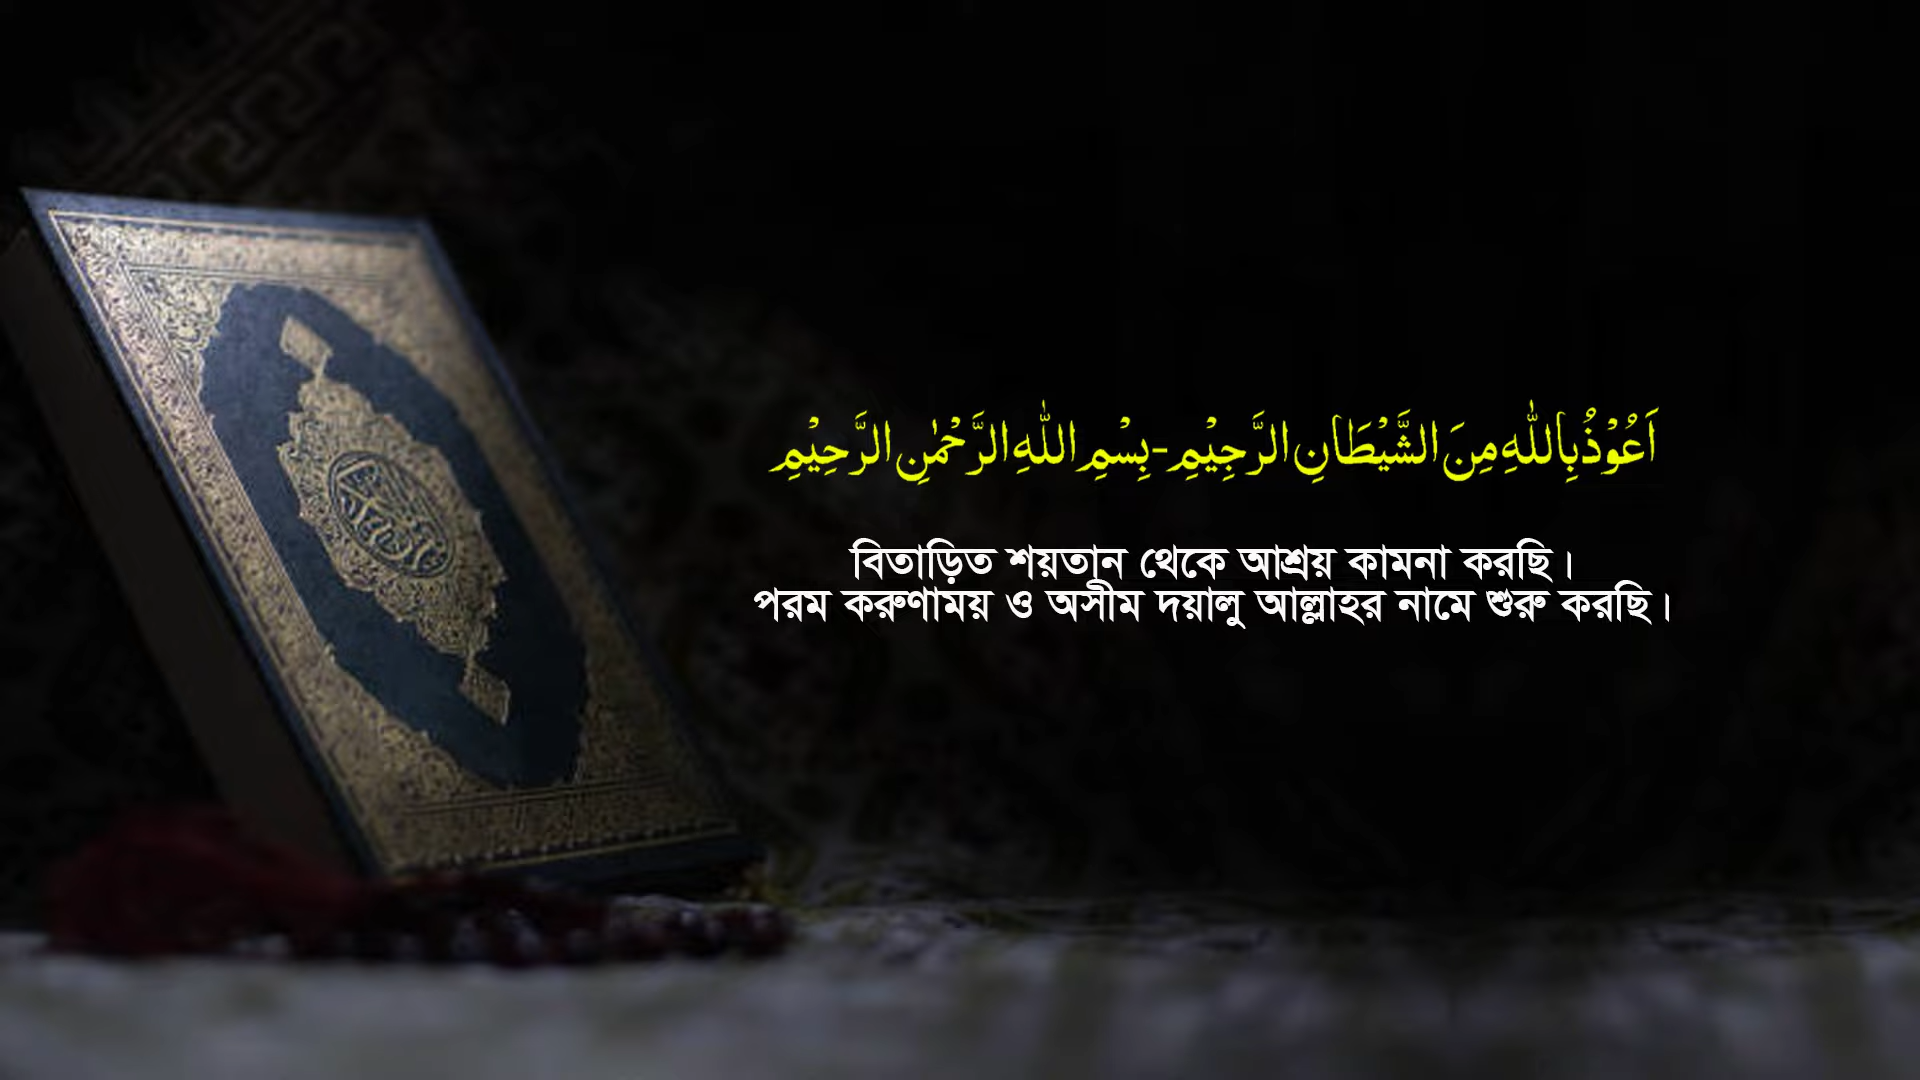 اَعُوْذُبِاَللّٰهِ مِنَ الشَّيْطَانِ الرَّجِيْمِ-بِسْمِ اللّٰهِ الرَّحْمٰنِ الرَّحِيْمِ
বিতাড়িত শয়তান থেকে আশ্রয় কামনা করছি।
পরম করুণাময় ও অসীম দয়ালু আল্লাহর নামে শুরু করছি।